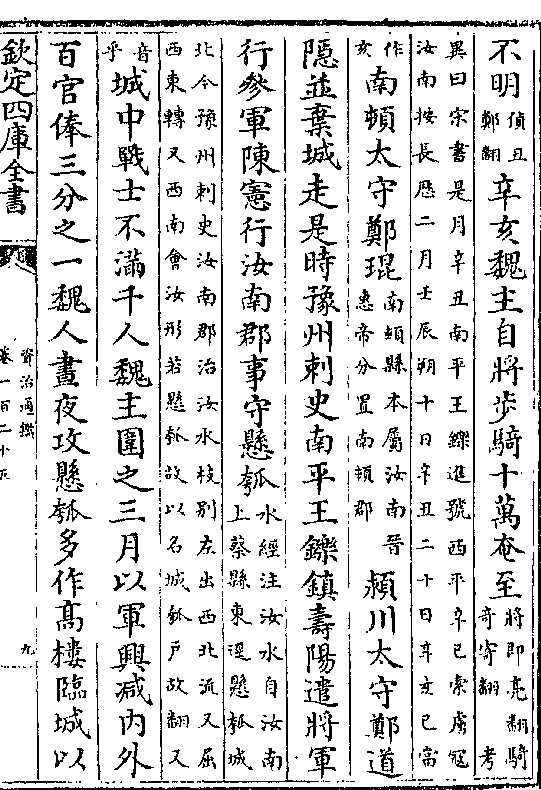 不明偵丑鄭翻辛亥魏主自將步騎十萬奄至將即亮翻騎奇寄翻 考
異曰宋書是月辛丑南平王鑠進號西平辛巳索虜冦
汝南按長厯二月壬辰朔十日辛丑二十日辛亥巳當
作亥南頓太守鄭琨南頓縣本屬汝南晉惠帝分置南頓郡潁川太守鄭道
隱並棄城走是時豫州刺史南平王鑠鎮壽陽遣將軍
行參軍陳憲行汝南郡事守懸瓠水經注汝水自汝南上蔡縣東逕懸瓠城
北今豫州刺史汝南郡治汝水枝别左出西北流又屈
西東轉又西南會汝形若懸瓠故以名城瓠戶故翻又
音乎城中戰士不滿千人魏主圍之三月以軍興减内外
百官俸三分之一魏人晝夜攻懸瓠多作髙樓臨城以
欽定四庫全書
資治通鑑
卷一百二十五
九